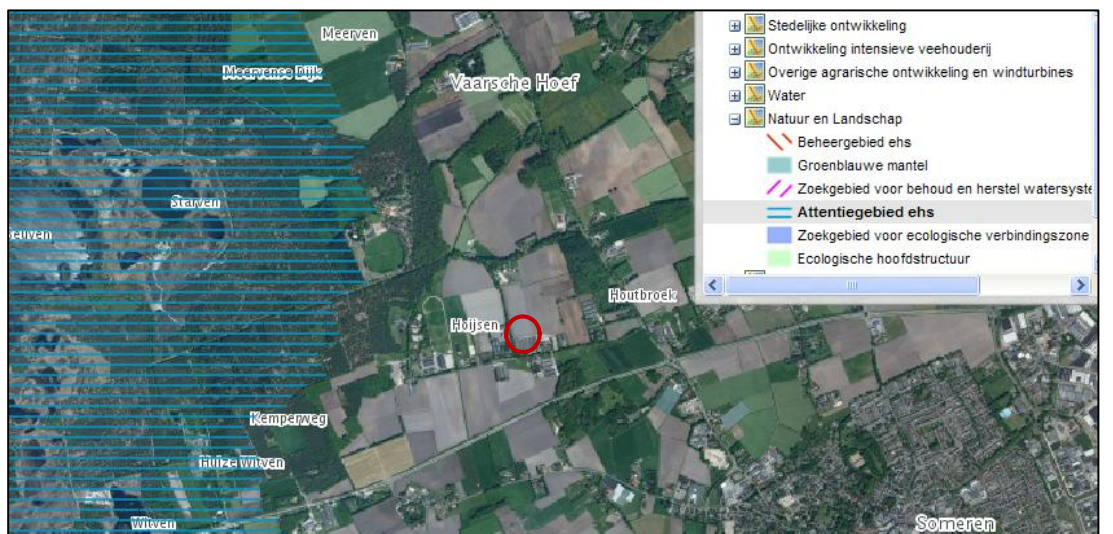 Stedelijke ontwikkeling
Ontwikkeling intensieve veehouderij
Overige agrarische ontwikkeling en windturbines
Water
Natuur en Landschap
Beheergebied ehs
Groenblauwe mantel
Zoekgebied voor behoud en herstel watersyste
Attentiegebied ehs
Zoekgebied voor ecologische verbindingszone
Ecologische hoofdstructuur
Meerven
Meervense Dijk
Vaarsche Hoef
Starven
euven
Houtbroek
Hoijsen
Kemperweg
Huize Witven
Witven
Someren